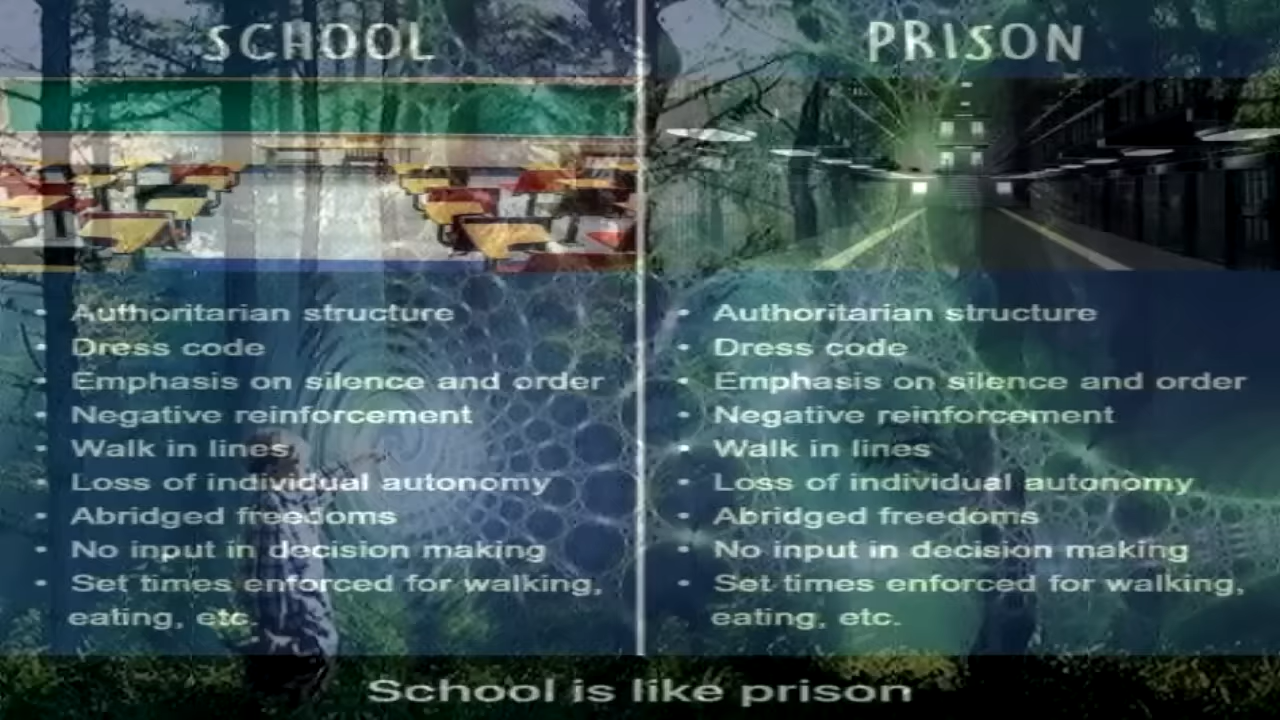 SCHOOL
PRISON
• Authoritarian structure
• Dress code
• Emphasis on silence and order
• Negative reinforcement
• Walk in lines
• Loss of individual autonomy
• Abridged freedoms
• No input in decision making
• Set times enforced for walking,
eating, etc.
• Authoritarian structure
• Dress code
• Emphasis on silence and order
• Negative reinforcement
• Walk in lines
• Loss of individual autonomy
• Abridged freedoms
• No input in decision making
• Set times enforced for walking,
eating, etc.
School is like prison